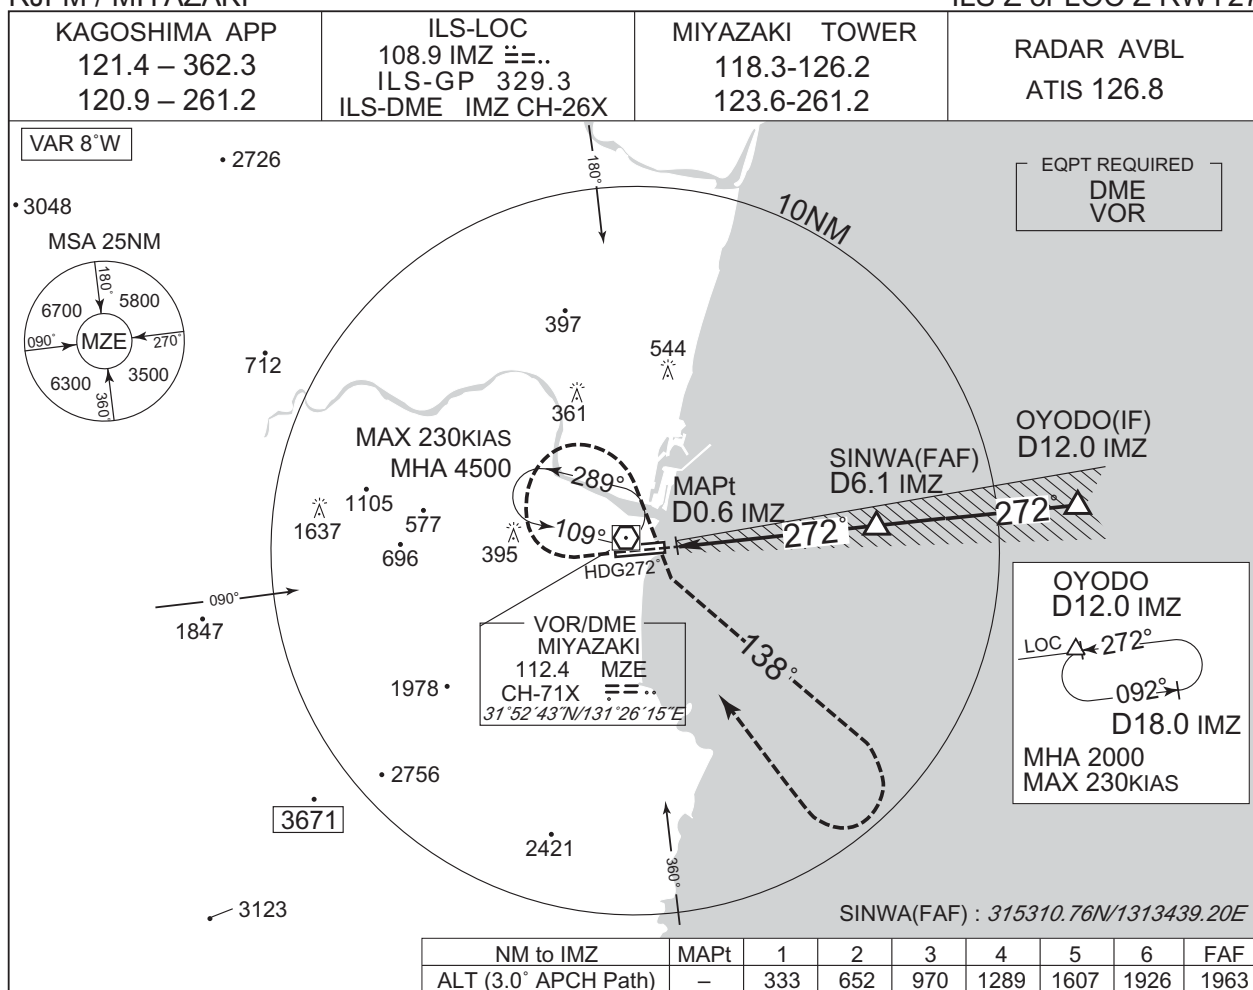 RJFM / MIYAZAKI
ILS Z or LOC Z RWY27
KAGOSHIMA APP
121.4 – 362.3
120.9 – 261.2
ILS-LOC
108.9 IMZ
ILS-GP 329.3
ILS-DME IMZ CH-26X
MIYAZAKI TOWER
118.3-126.2
123.6-261.2
RADAR AVBL
ATIS 126.8
VAR 8°W
2726
3048
180°
10NM
EQPT REQUIRED
DME
VOR
MSA 25NM
180°
6700
5800
090°
MZE
270°
6300
3500
360°
712
397
544
361
MAX 230KIAS
MHA 4500
289°
109°
1105
1637
577
696
395
HDG272°
MAPt
D0.6 IMZ
SINWA(FAF)
D6.1 IMZ
OYODO(IF)
D12.0 IMZ
272°
272°
090°
1847
VOR/DME
MIYAZAKI
112.4 MZE
CH-71X
31°52´43˝N/131°26´15˝E
138°
1978
OYODO
D12.0 IMZ
LOC
272°
092°
D18.0 IMZ
MHA 2000
MAX 230KIAS
2756
3671
2421
360°
3123
SINWA(FAF) : 315310.76N/1313439.20E
NM to IMZ MAPt 1 2 3 4 5 6 FAF
ALT (3.0° APCH Path) – 333 652 970 1289 1607 1926 1963